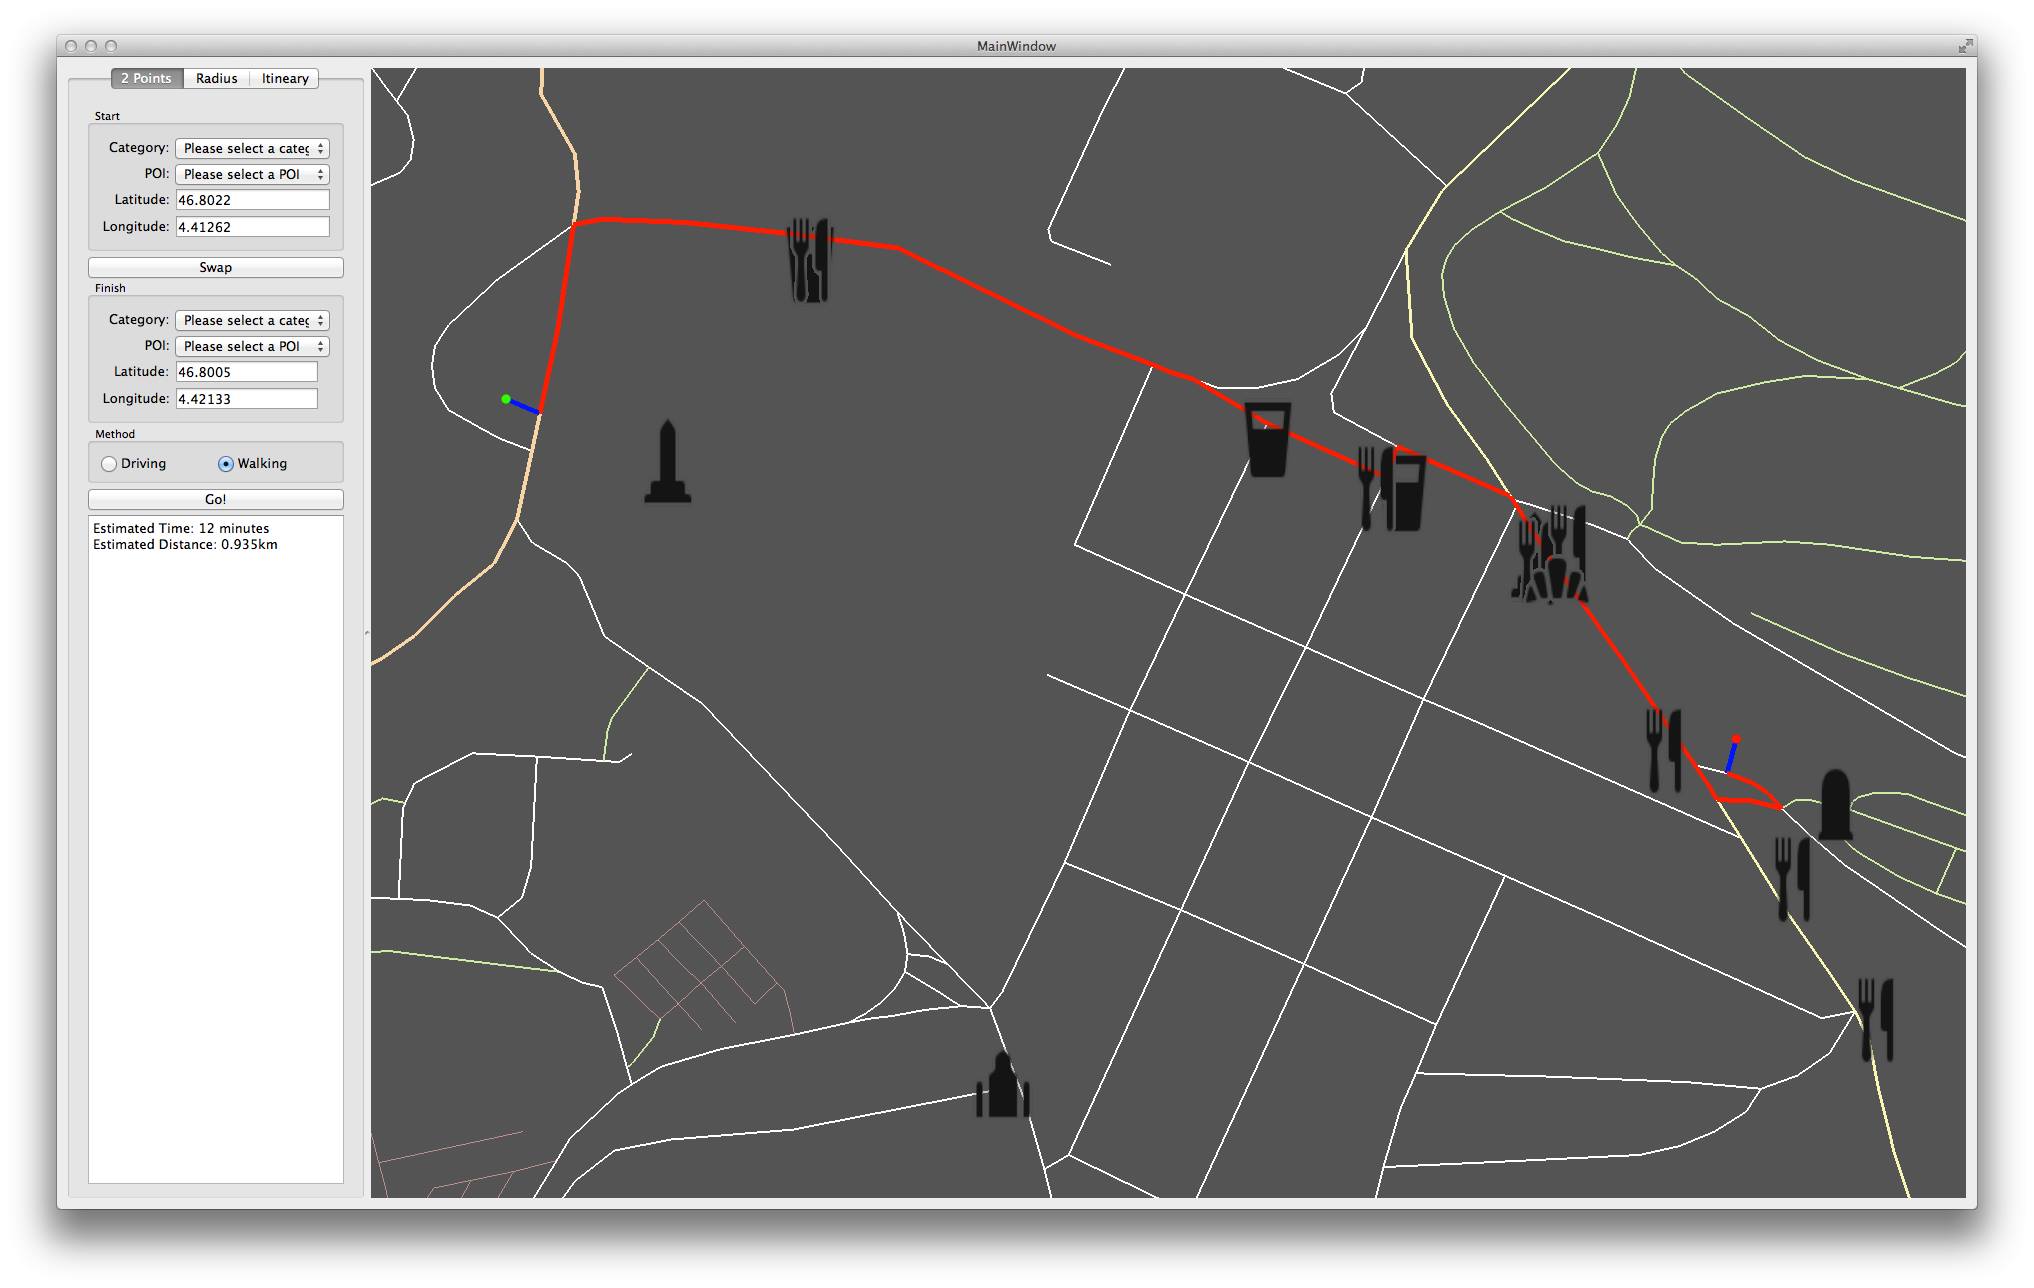 MainWindow
2 Points Radius Itineary
Start
Category: Please select a categ
POI: Please select a POI
Latitude: 46.8022
Longitude: 4.41262
Swap
Finish
Category: Please select a categ
POI: Please select a POI
Latitude: 46.8005
Longitude: 4.42133
Method
Driving Walking
Go!
Estimated Time: 12 minutes
Estimated Distance: 0.935km